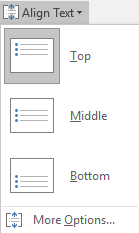 Align Text
Top
Middle
Bottom
More Options...